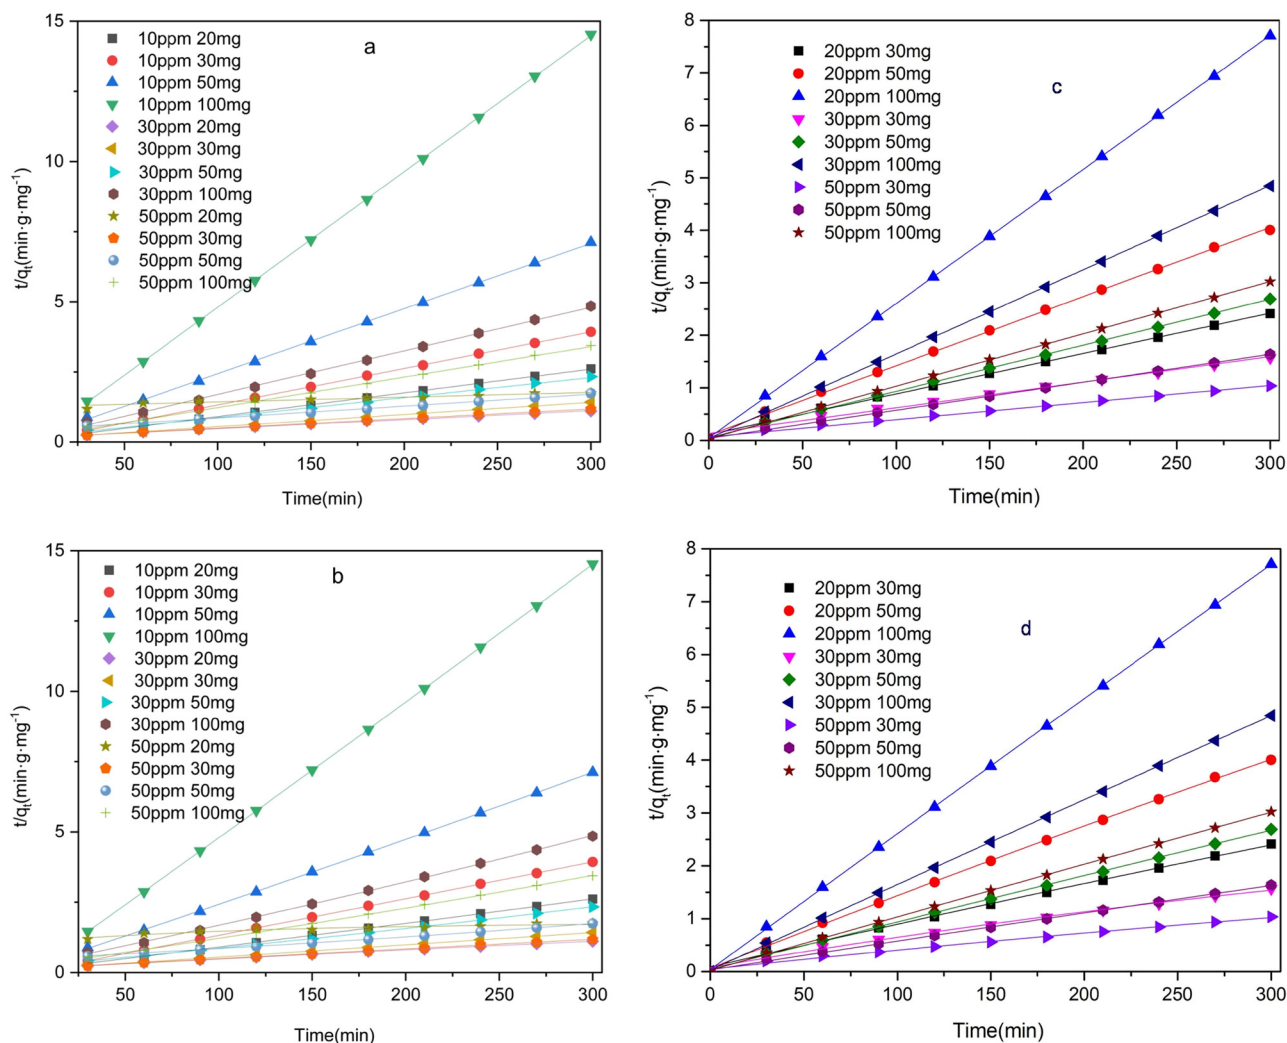 a
10ppm 20mg
10ppm 30mg
10ppm 50mg
10ppm 100mg
30ppm 20mg
30ppm 30mg
30ppm 50mg
30ppm 100mg
50ppm 20mg
50ppm 30mg
50ppm 50mg
50ppm 100mg
15
10
5
0
t/qt(min·g·mg-1)
50
100
150
200
250
300
Time(min)
c
20ppm 30mg
20ppm 50mg
20ppm 100mg
30ppm 30mg
30ppm 50mg
30ppm 100mg
50ppm 30mg
50ppm 50mg
50ppm 100mg
8
7
6
5
4
3
2
1
0
t/qt(min·g·mg-1)
0
50
100
150
200
250
300
Time(min)
b
10ppm 20mg
10ppm 30mg
10ppm 50mg
10ppm 100mg
30ppm 20mg
30ppm 30mg
30ppm 50mg
30ppm 100mg
50ppm 20mg
50ppm 30mg
50ppm 50mg
50ppm 100mg
15
10
5
0
t/qt(min·g·mg-1)
50
100
150
200
250
300
Time(min)
d
20ppm 30mg
20ppm 50mg
20ppm 100mg
30ppm 30mg
30ppm 50mg
30ppm 100mg
50ppm 30mg
50ppm 50mg
50ppm 100mg
8
7
6
5
4
3
2
1
0
t/qt(min·g·mg-1)
0
50
100
150
200
250
300
Time(min)